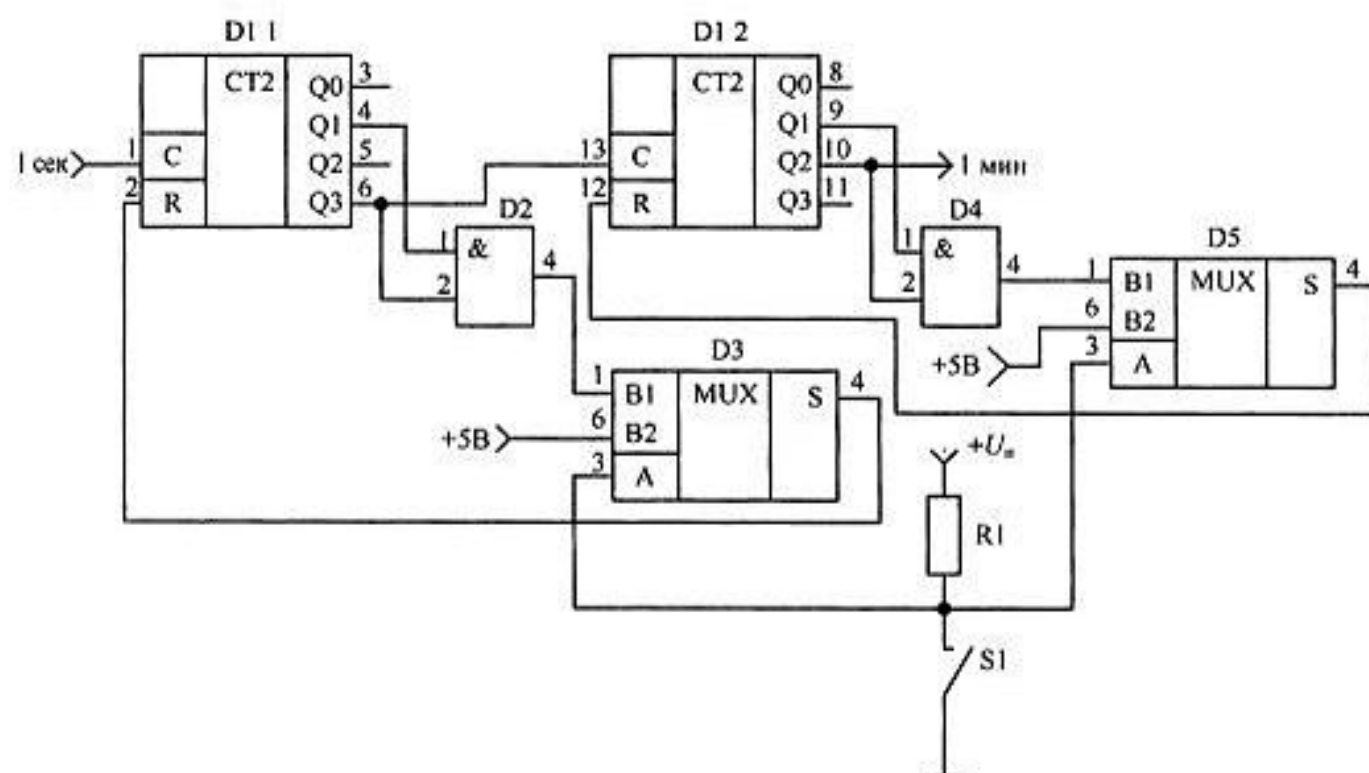 D1 1
D1 2
CT2
Q0 3
Q1 4
Q2 5
Q3 6
1 сек
1 C
2 R
CT2
Q0 8
Q1 9
Q2 10
Q3 11
13 C
12 R
1 мин
D2
1 &
2
4
D4
1 &
2
4
D5
1 B1 MUX S 4
6 B2
3 A
+5В
D3
1 B1 MUX S 4
6 B2
3 A
+5В
+Uп
R1
S1